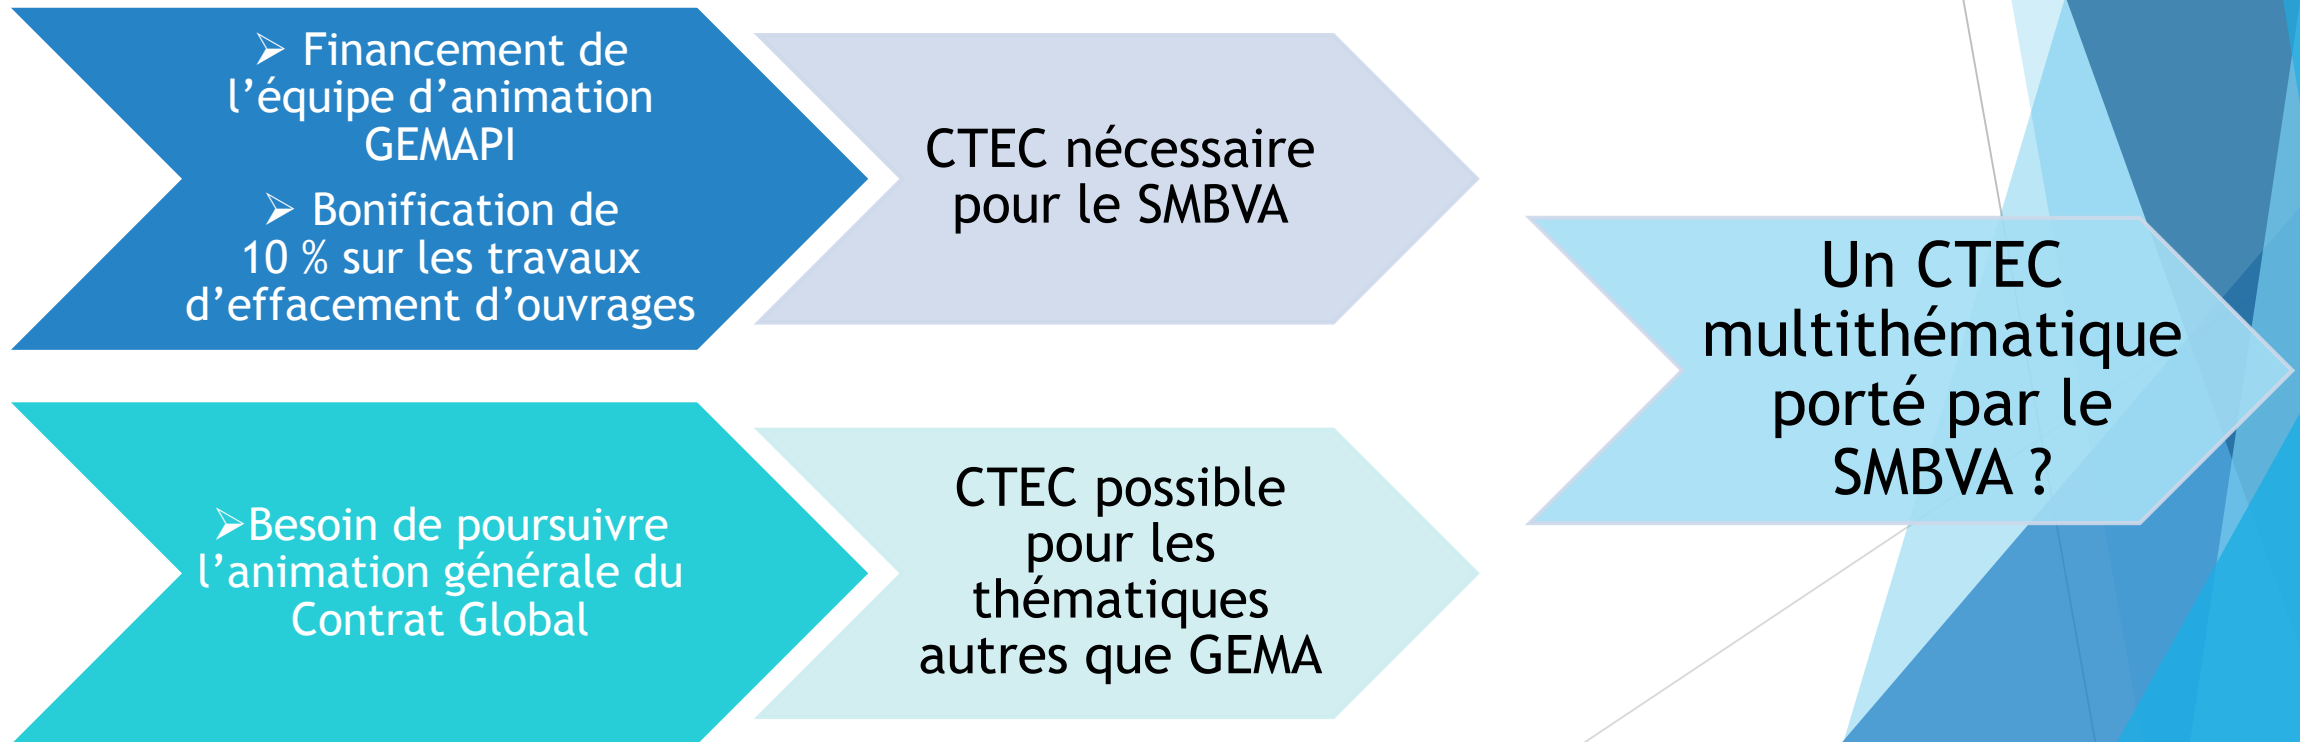 ➢ Financement de
l’équipe d’animation
GEMAPI
➢ Bonification de
10 % sur les travaux
d’effacement d’ouvrages
CTEC nécessaire
pour le SMBVA
➢Besoin de poursuivre
l’animation générale du
Contrat Global
CTEC possible
pour les
thématiques
autres que GEMA
Un CTEC
multithématique
porté par le
SMBVA ?